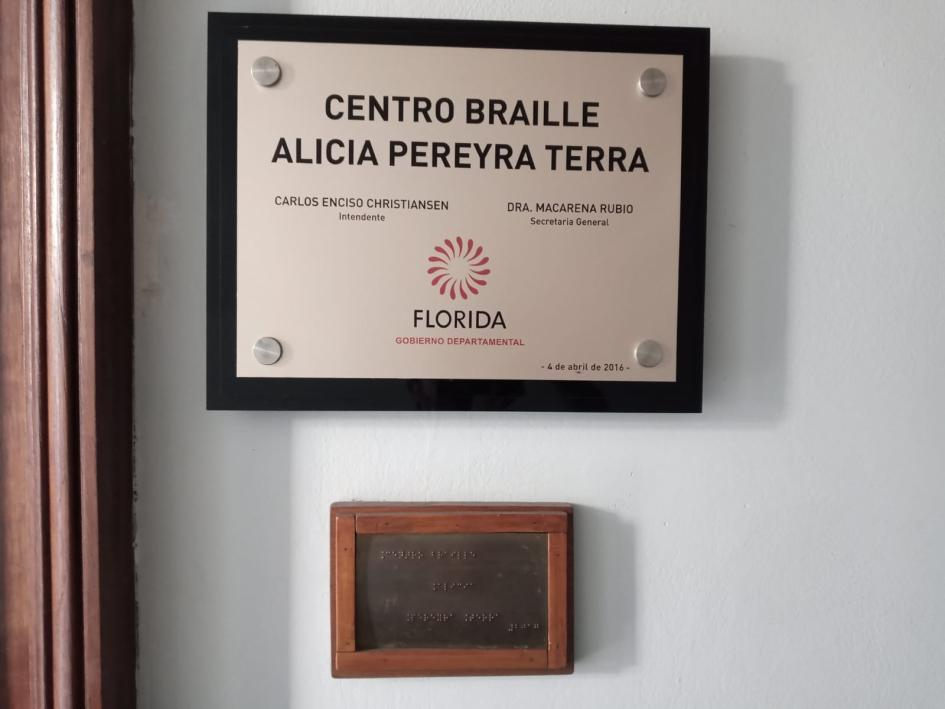 CENTRO BRAILLE
ALICIA PEREYRA TERRA
CARLOS ENCISO CHRISTIANSEN
Intendente
DRA. MACARENA RUBIO
Secretaria General
FLORIDA
GOBIERNO DEPARTAMENTAL
- 4 de abril de 2016 -